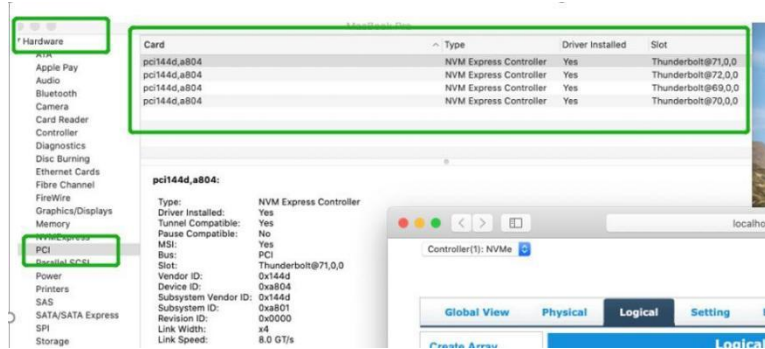 MacBook Pro
Hardware
ATA
Apple Pay
Audio
Bluetooth
Camera
Card Reader
Controller
Diagnostics
Disc Burning
Ethernet Cards
Fibre Channel
FireWire
Graphics/Displays
Memory
NVMExpress
PCI
Parallel SCSI
Power
Printers
SAS
SATA/SATA Express
SPI
Storage
Card Type Driver Installed Slot
pci144d,a804 NVM Express Controller Yes Thunderbolt@71,0,0
pci144d,a804 NVM Express Controller Yes Thunderbolt@72,0,0
pci144d,a804 NVM Express Controller Yes Thunderbolt@69,0,0
pci144d,a804 NVM Express Controller Yes Thunderbolt@70,0,0
pci144d,a804:
Type: NVM Express Controller
Driver Installed: Yes
Tunnel Compatible: Yes
Pause Compatible: No
MSI: Yes
Bus: PCI
Slot: Thunderbolt@71,0,0
Vendor ID: 0x144d
Device ID: 0xa804
Subsystem Vendor ID: 0x144d
Subsystem ID: 0xa801
Revision ID: 0x0000
Link Width: x4
Link Speed: 8.0 GT/s
localho
Controller(1): NVMe
Global View Physical Logical Setting
Create Array
Logical